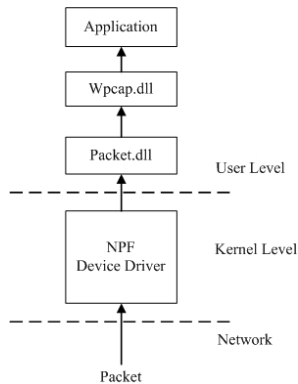 Application
Wpcap.dll
Packet.dll
User Level
NPF
Device Driver
Kernel Level
Network
Packet